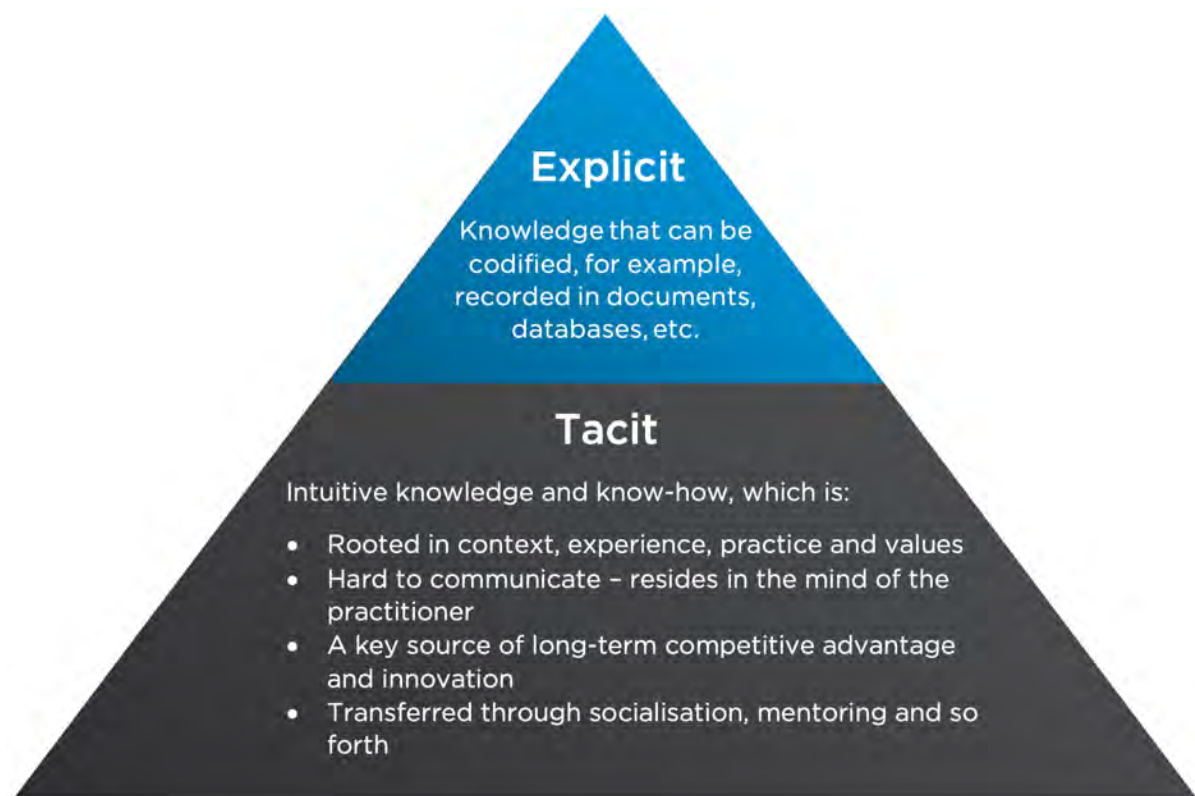 Explicit
Knowledge that can be
codified, for example,
recorded in documents,
databases, etc.
Tacit
Intuitive knowledge and know-how, which is:
• Rooted in context, experience, practice and values
• Hard to communicate – resides in the mind of the
practitioner
• A key source of long-term competitive advantage
and innovation
• Transferred through socialisation, mentoring and so
forth